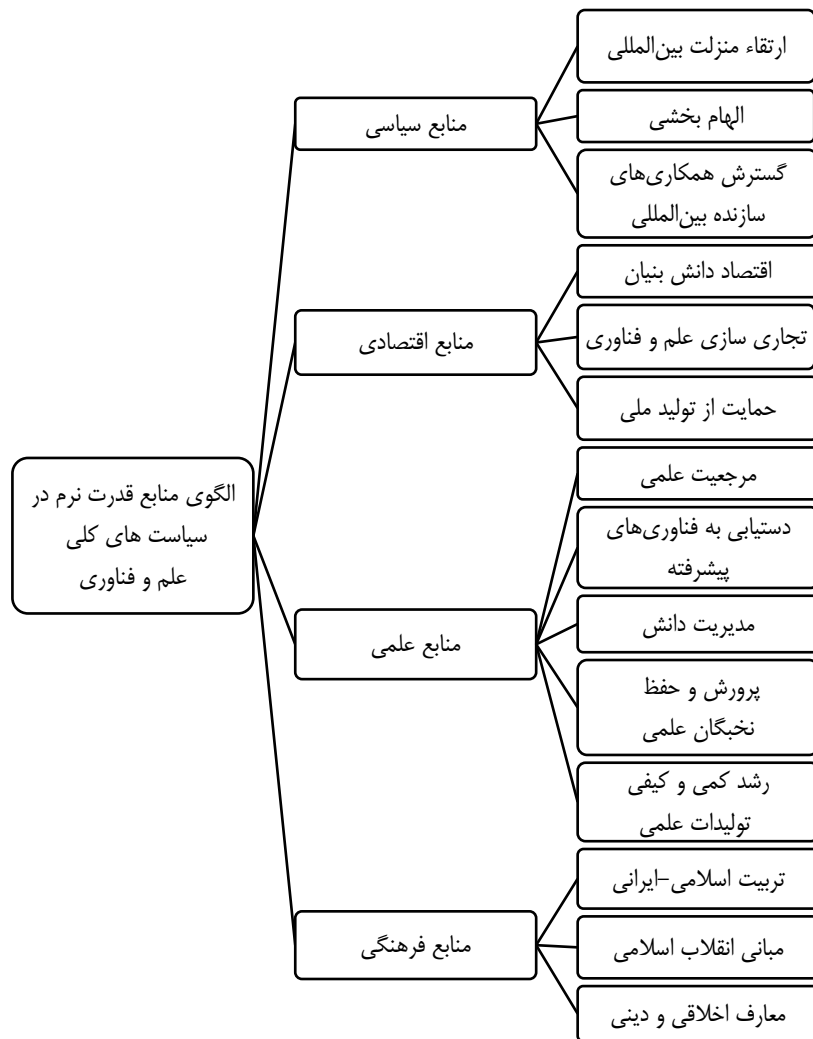 الگوی منابع قدرت نرم در
سیاست های کلی
علم و فناوری
منابع سیاسی
ارتقاء منزلت بین‌المللی
الهام بخشی
گسترش همکاری‌های
سازنده بین‌المللی
منابع اقتصادی
اقتصاد دانش بنیان
تجاری سازی علم و فناوری
حمایت از تولید ملی
منابع علمی
مرجعیت علمی
دستیابی به فناوری‌های
پیشرفته
مدیریت دانش
پرورش و حفظ
نخبگان علمی
رشد کمی و کیفی
تولیدات علمی
منابع فرهنگی
تربیت اسلامی–ایرانی
مبانی انقلاب اسلامی
معارف اخلاقی و دینی